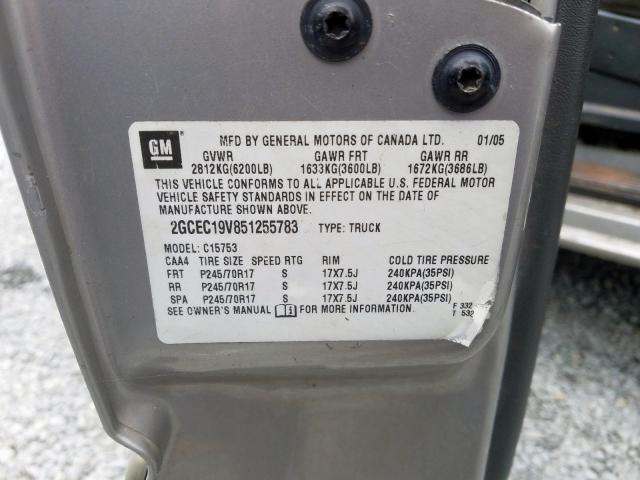 GM MFD BY GENERAL MOTORS OF CANADA LTD. 01/05
GVWR GAWR FRT GAWR RR
2812KG(6200LB) 1633KG(3600LB) 1672KG(3686LB)
THIS VEHICLE CONFORMS TO ALL APPLICABLE U.S. FEDERAL MOTOR
VEHICLE SAFETY STANDARDS IN EFFECT ON THE DATE OF
MANUFACTURE SHOWN ABOVE.
2GCEC19V851255783 TYPE: TRUCK
MODEL: C15753
CAA4 TIRE SIZE SPEED RTG RIM COLD TIRE PRESSURE
FRT P245/70R17 S 17X7.5J 240KPA(35PSI)
RR P245/70R17 S 17X7.5J 240KPA(35PSI)
SPA P245/70R17 S 17X7.5J 240KPA(35PSI)
SEE OWNER'S MANUAL FOR MORE INFORMATION.
F 332
T 532